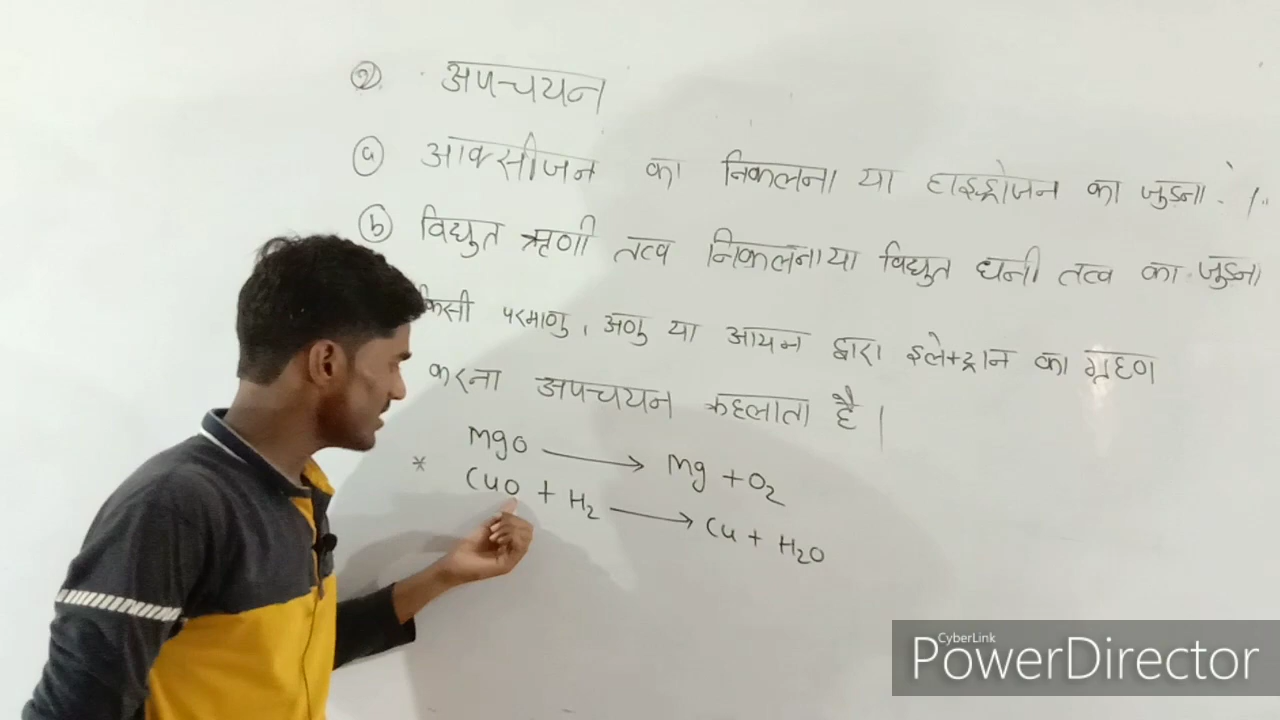 ② अपचयन
ⓐ आक्सीजन का निकलना या हाइड्रोजन का जुड़ना ।
ⓑ विद्युत ऋणी तत्व निकलना या विद्युत धनी तत्व का जुड़ना
किसी परमाणु, अणु या आयन द्वारा इलेक्ट्रान का ग्रहण
करना अपचयन कहलाता है |
MgO → Mg + O₂
* CuO + H₂ → Cu + H₂O
CyberLink
PowerDirector